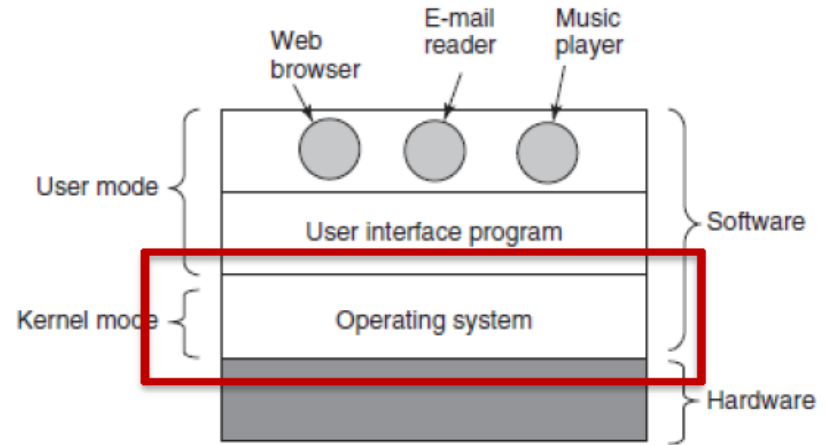 Web
browser
E-mail
reader
Music
player
User mode
User interface program
Software
Kernel mode
Operating system
Hardware